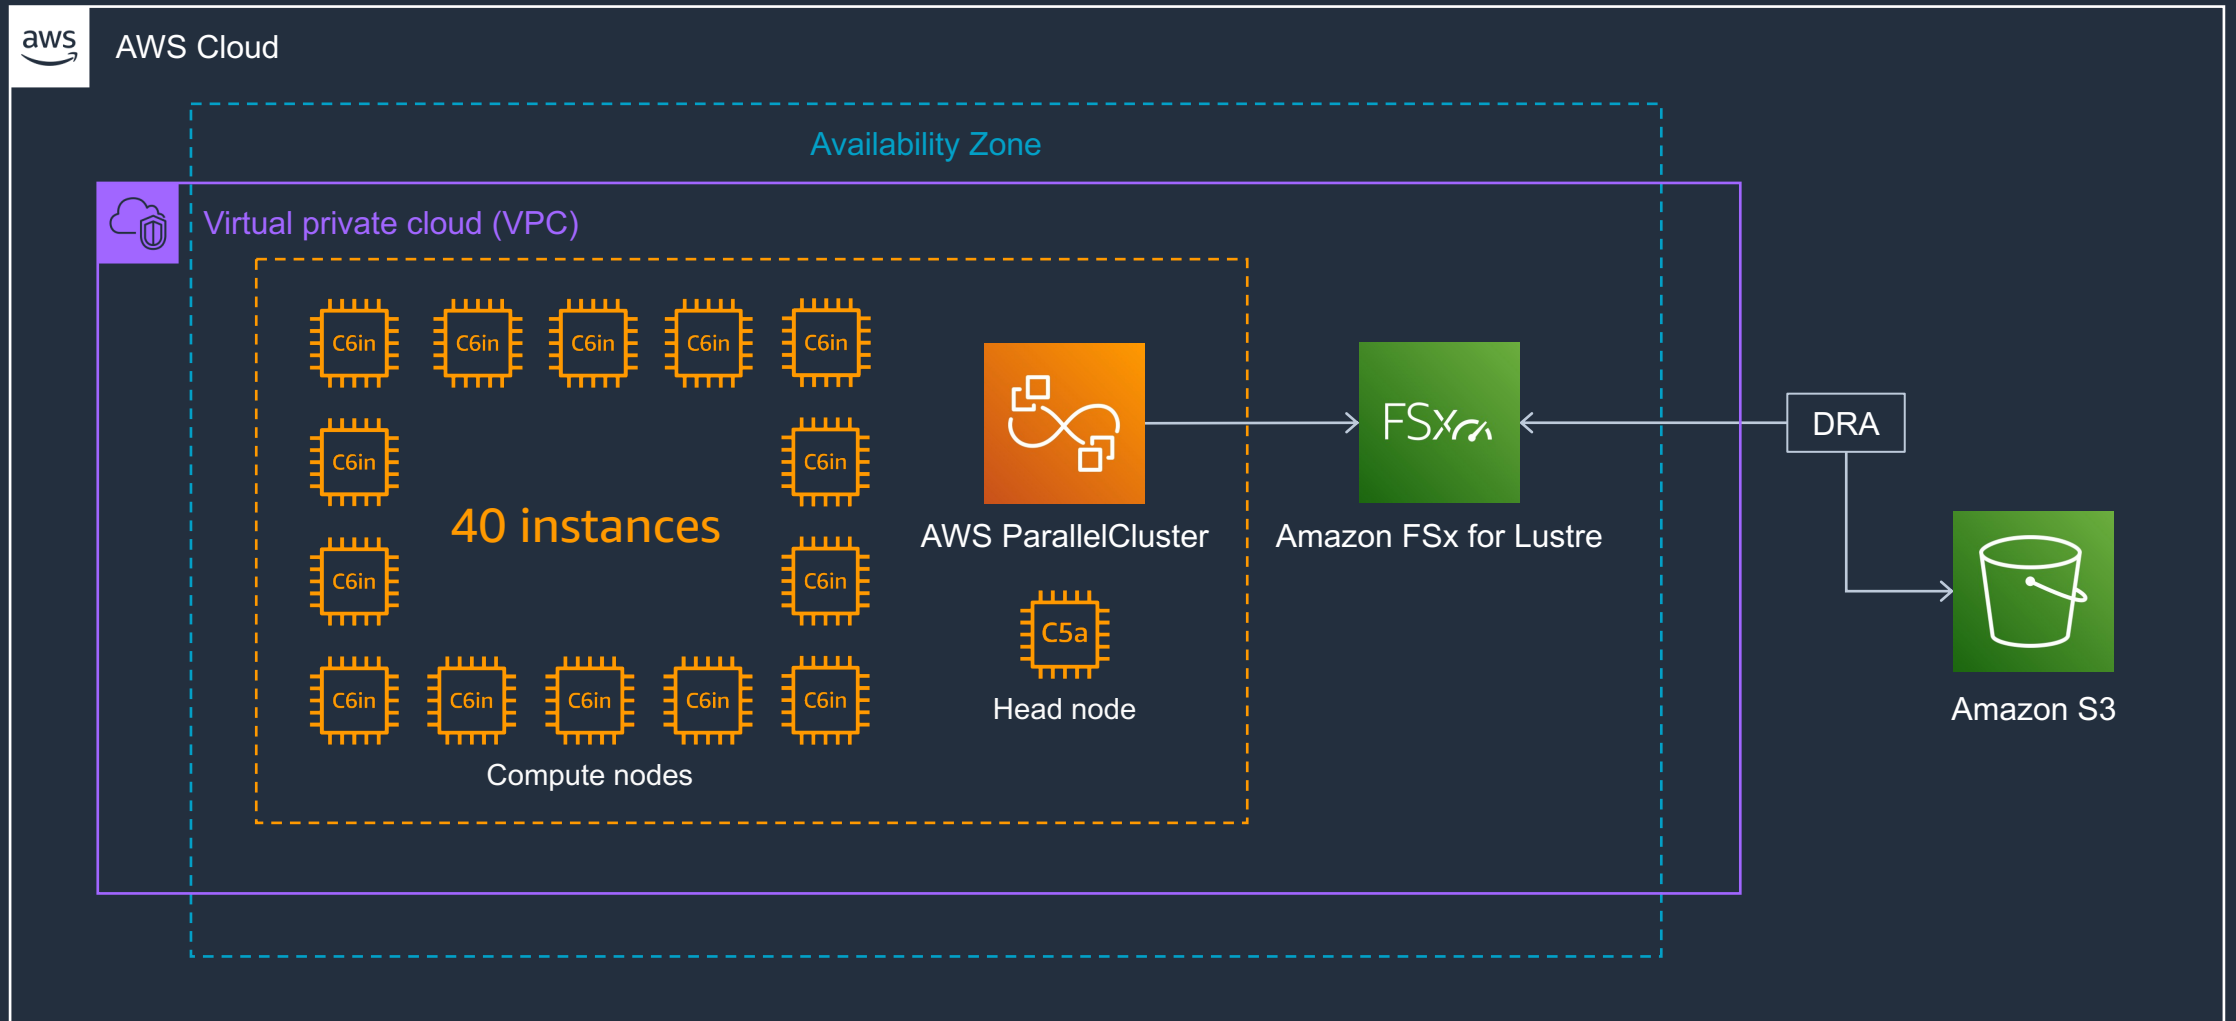 aws
AWS Cloud
Availability Zone
Virtual private cloud (VPC)
C6in
C6in
C6in
C6in
C6in
C6in
C6in
40 instances
C6in
C6in
C6in
C6in
C6in
C6in
C6in
Compute nodes
AWS ParallelCluster
C5a
Head node
FSx
Amazon FSx for Lustre
DRA
Amazon S3